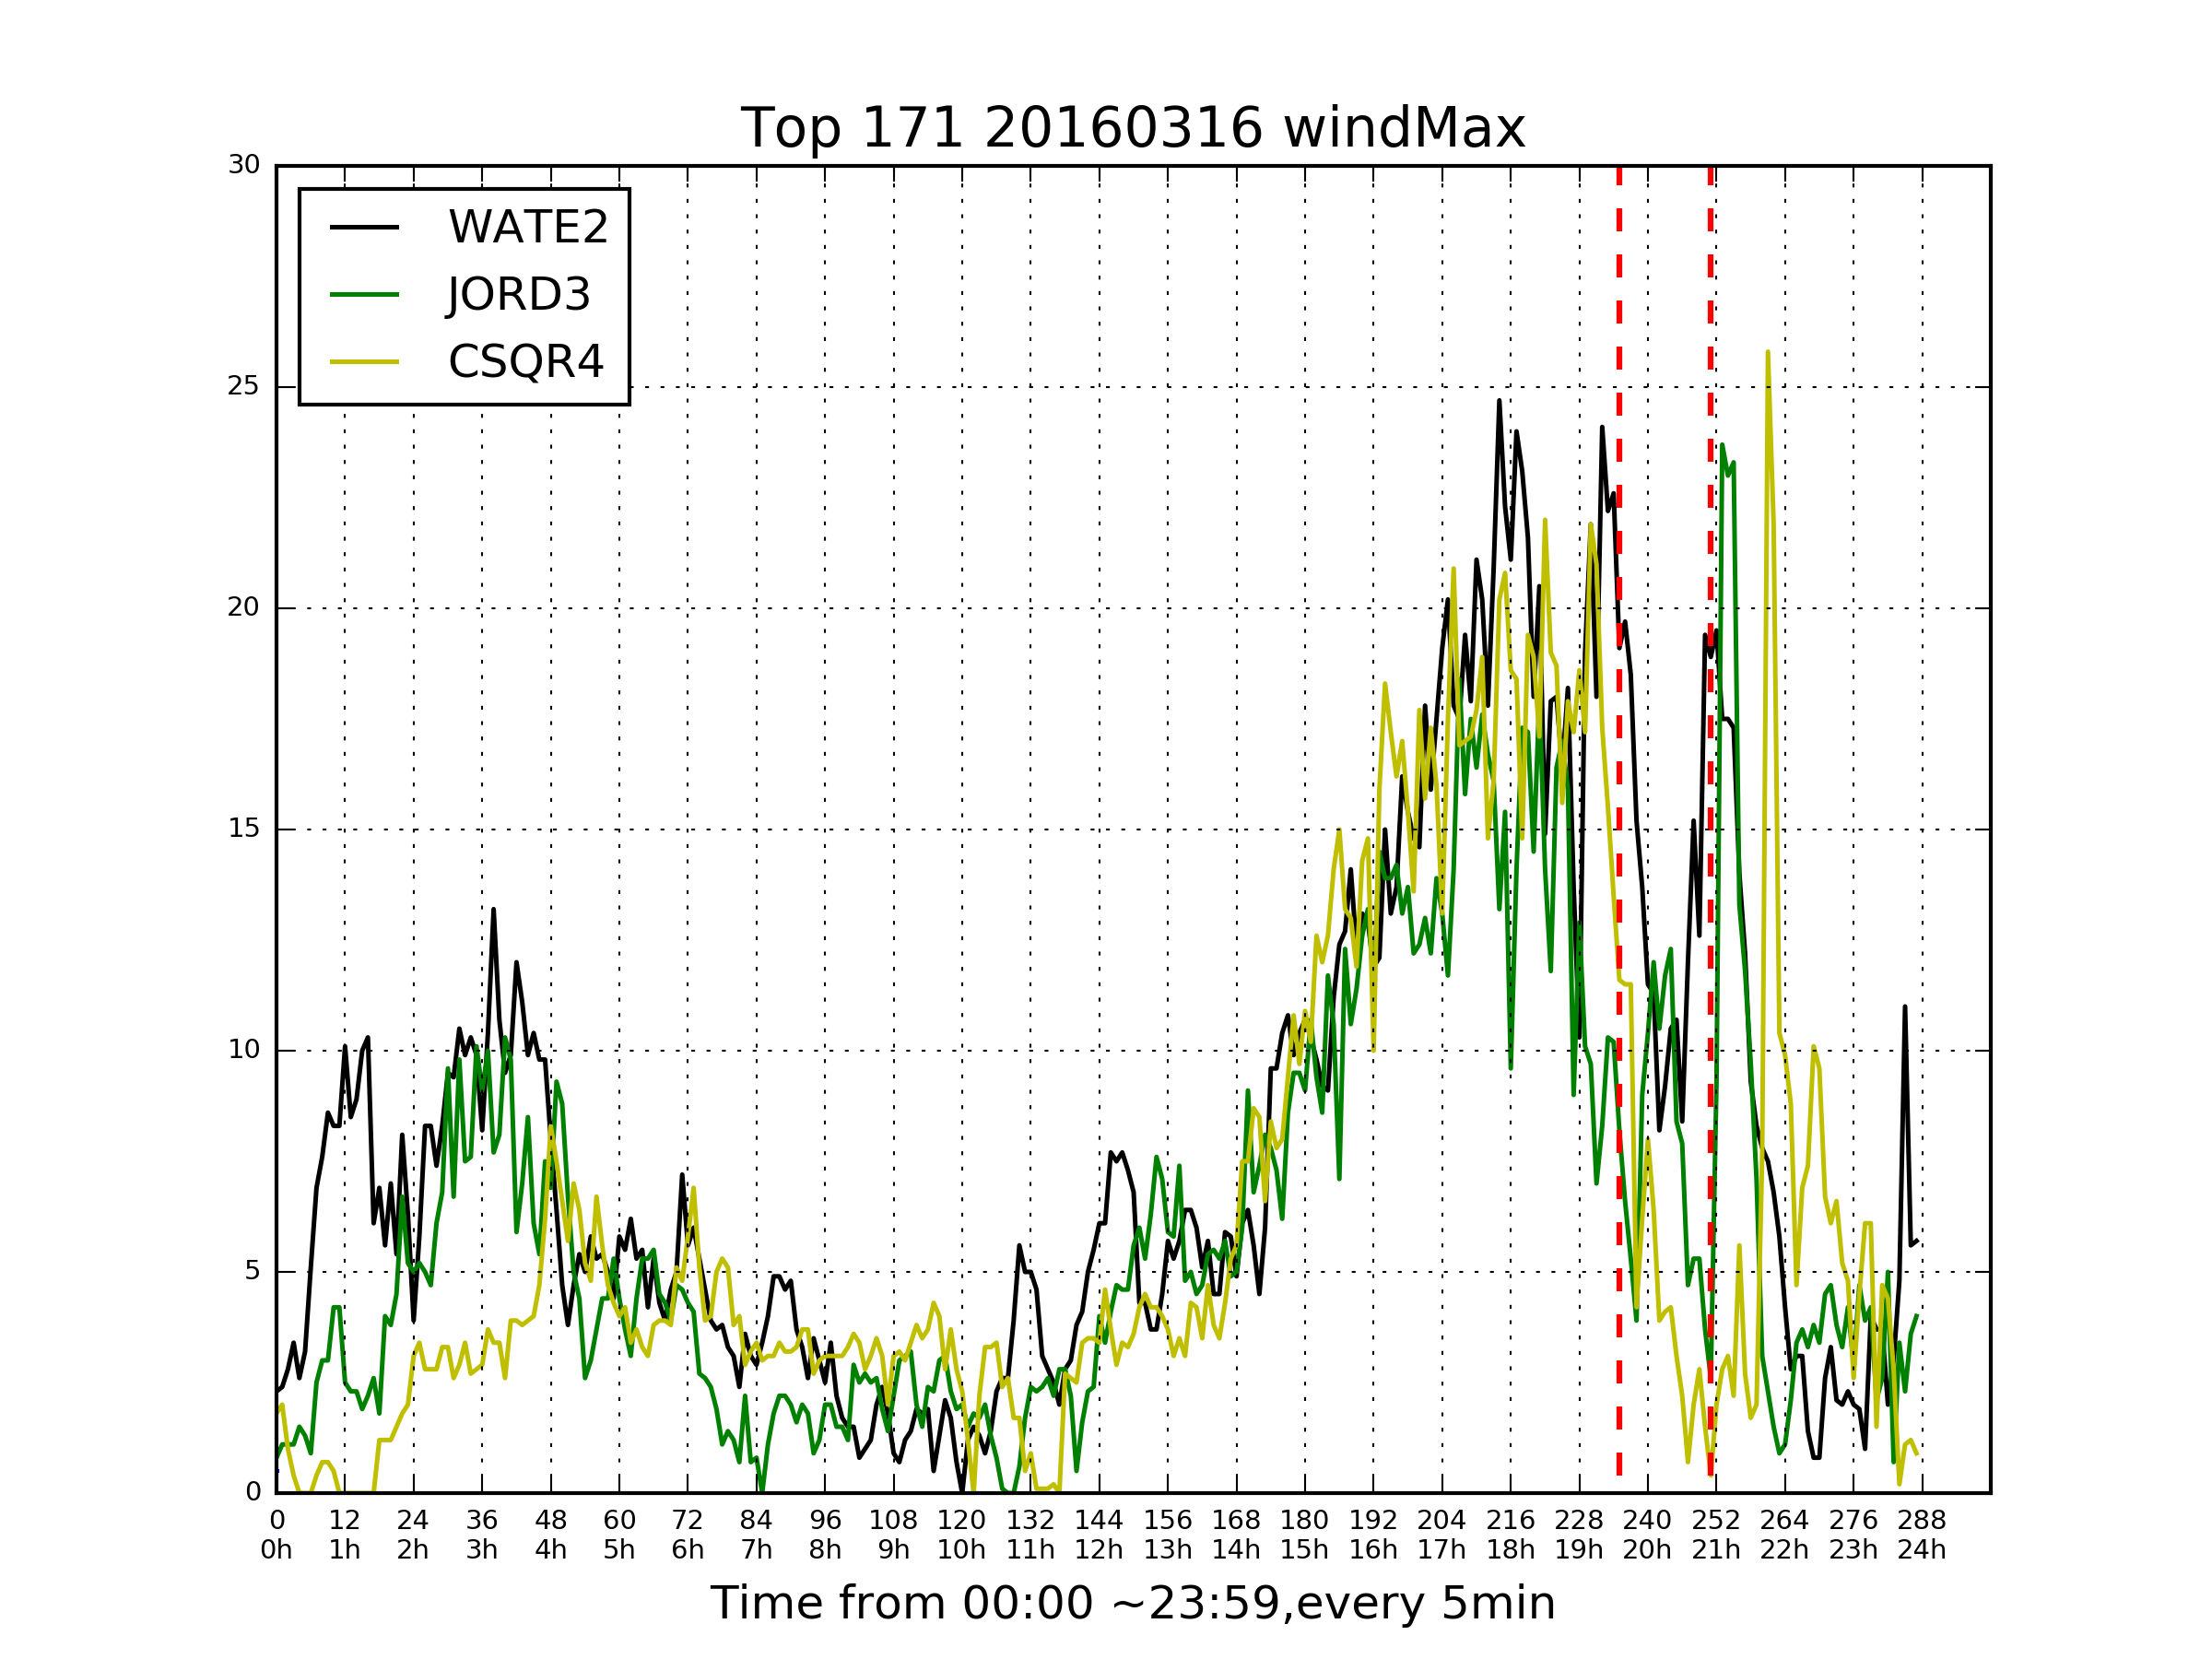 Top 171 20160316 windMax
30
25
20
15
10
5
0
WATE2
JORD3
CSQR4
0 12 24 36 48 60 72 84 96 108 120 132 144 156 168 180 192 204 216 228 240 252 264 276 288
0h 1h 2h 3h 4h 5h 6h 7h 8h 9h 10h 11h 12h 13h 14h 15h 16h 17h 18h 19h 20h 21h 22h 23h 24h
Time from 00:00 ~23:59,every 5min